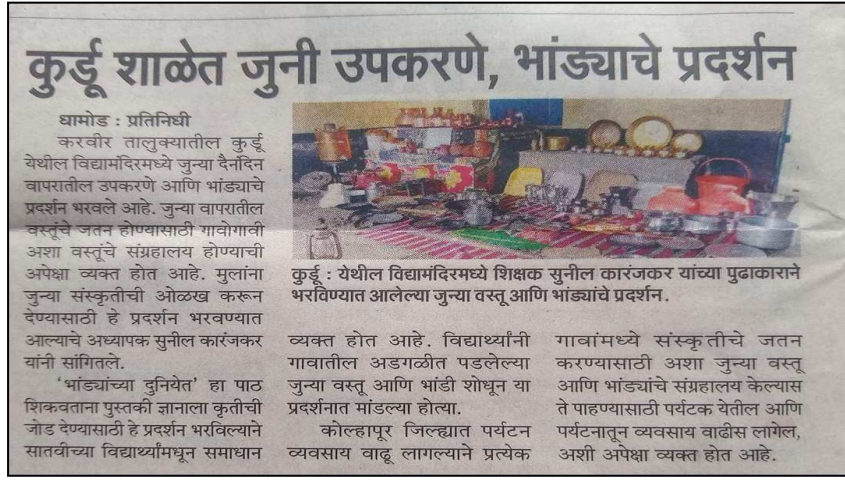 कुर्डू शाळेत जुनी उपकरणे, भांड्याचे प्रदर्शन
धामोड : प्रतिनिधी
करवीर तालुक्यातील कुर्डू
येथील विद्यामंदिरमध्ये जुन्या दैनंदिन
वापरातील उपकरणे आणि भांड्याचे
प्रदर्शन भरवले आहे. जुन्या वापरातील
वस्तूंचे जतन होण्यासाठी गावोगावी
अशा वस्तूंचे संग्रहालय होण्याची
अपेक्षा व्यक्त होत आहे. मुलांना
जुन्या संस्कृतीची ओळख करून
देण्यासाठी हे प्रदर्शन भरवण्यात
आल्याचे अध्यापक सुनील कारंजकर
यांनी सांगितले.
'भांड्यांच्या दुनियेत' हा पाठ
शिकवताना पुस्तकी ज्ञानाला कृतीची
जोड देण्यासाठी हे प्रदर्शन भरविल्याने
सातवीच्या विद्यार्थ्यांमधून समाधान
कुर्डू : येथील विद्यामंदिरमध्ये शिक्षक सुनील कारंजकर यांच्या पुढाकाराने
भरविण्यात आलेल्या जुन्या वस्तू आणि भांड्यांचे प्रदर्शन.
व्यक्त होत आहे. विद्यार्थ्यांनी
गावातील अडगळीत पडलेल्या
जुन्या वस्तू आणि भांडी शोधून या
प्रदर्शनात मांडल्या होत्या.
कोल्हापूर जिल्ह्यात पर्यटन
व्यवसाय वाढू लागल्याने प्रत्येक
गावांमध्ये संस्कृतीचे जतन
करण्यासाठी अशा जुन्या वस्तू
आणि भांड्यांचे संग्रहालय केल्यास
ते पाहण्यासाठी पर्यटक येतील आणि
पर्यटनातून व्यवसाय वाढीस लागेल,
अशी अपेक्षा व्यक्त होत आहे.